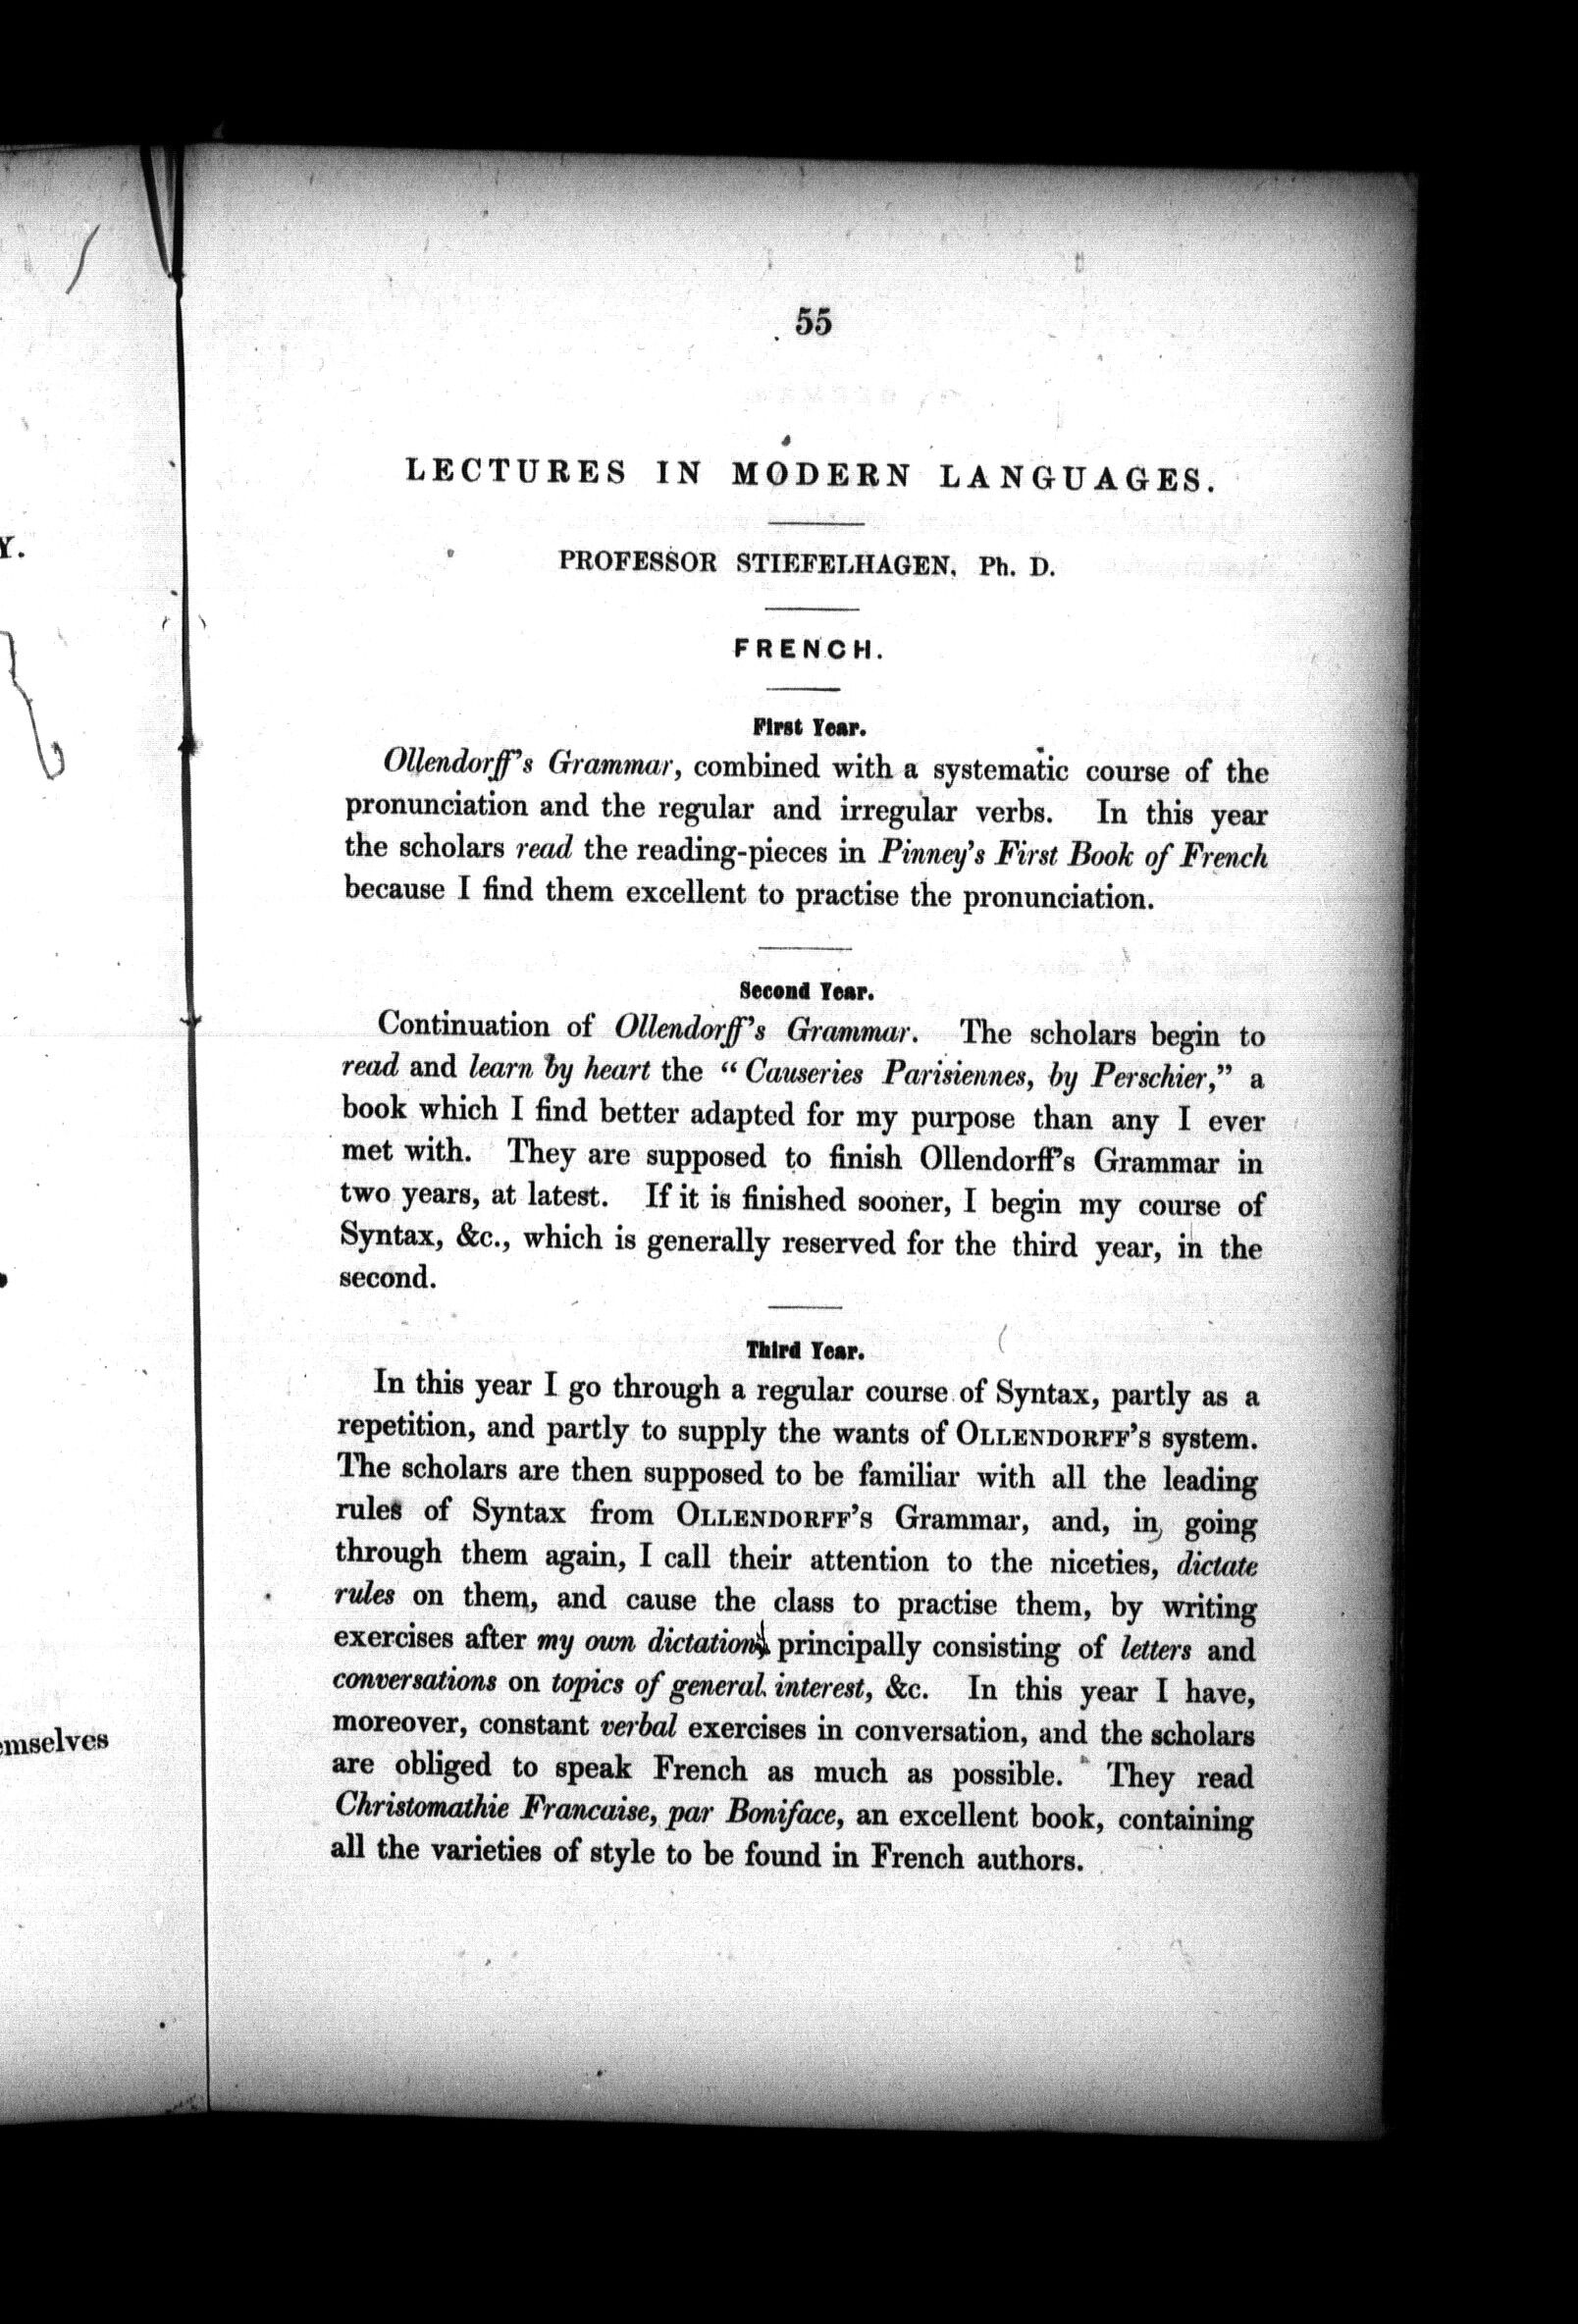 55
LECTURES IN MODERN LANGUAGES.
PROFESSOR STIEFELHAGEN, Ph. D.
FRENCH.
First Year.
Ollendorff's Grammar, combined with a systematic course of the
pronunciation and the regular and irregular verbs. In this year
the scholars read the reading-pieces in Pinney's First Book of French
because I find them excellent to practise the pronunciation.
Second Year.
Continuation of Ollendorff's Grammar. The scholars begin to
read and learn by heart the "Causeries Parisiennes, by Perschier," a
book which I find better adapted for my purpose than any I ever
met with. They are supposed to finish Ollendorff's Grammar in
two years, at latest. If it is finished sooner, I begin my course of
Syntax, &c., which is generally reserved for the third year, in the
second.
Third Year.
In this year I go through a regular course of Syntax, partly as a
repetition, and partly to supply the wants of OLLENDORFF'S system.
The scholars are then supposed to be familiar with all the leading
rules of Syntax from OLLENDORFF'S Grammar, and, in going
through them again, I call their attention to the niceties, dictate
rules on them, and cause the class to practise them, by writing
exercises after my own dictation, principally consisting of letters and
conversations on topics of general interest, &c. In this year I have,
moreover, constant verbal exercises in conversation, and the scholars
are obliged to speak French as much as possible. They read
Christomathie Francaise, par Boniface, an excellent book, containing
all the varieties of style to be found in French authors.